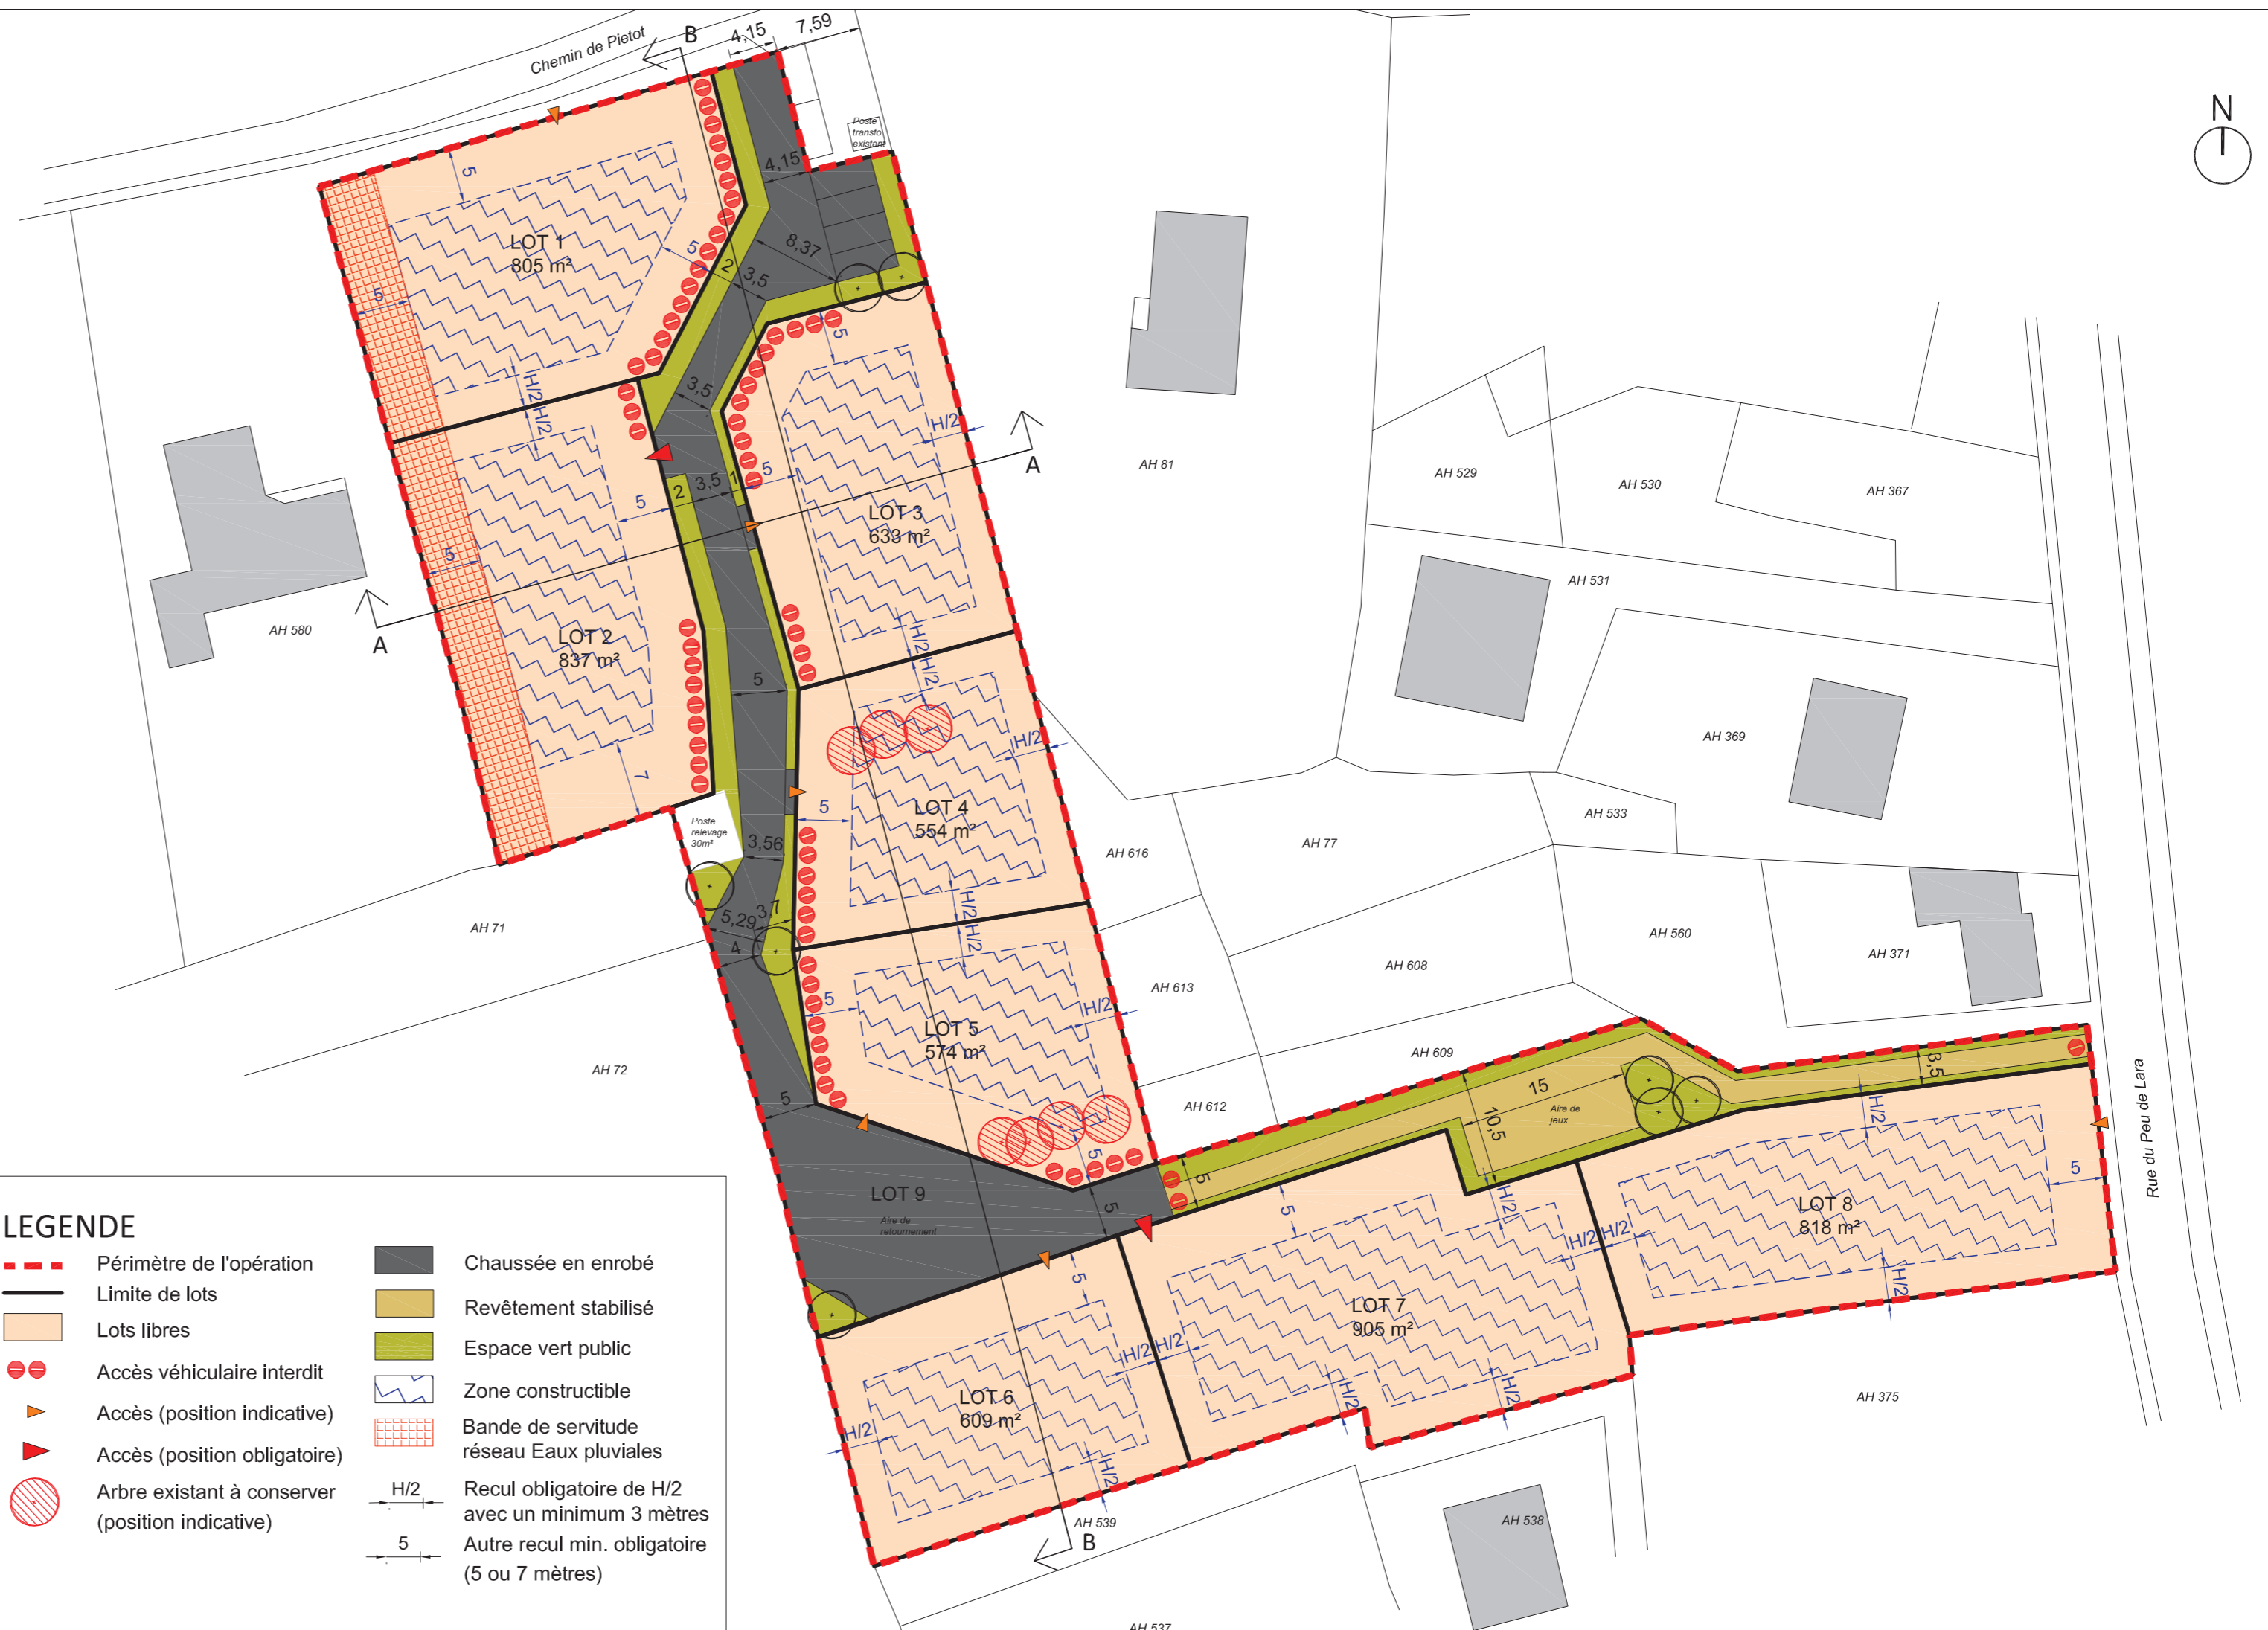 Chemin de Pietot
B
4,15
7,59
N
Poste
transfo
existant
4,15
5
LOT 1
805 m²
5
5
8,37
2
3,5
5
H/2
H/2
3,5
H/2
A
5
AH 81
AH 529
AH 530
AH 367
2
3,5
1
5
5
LOT 3
633 m²
5
AH 531
AH 580
A
LOT 2
837 m²
H/2
H/2
5
H/2
AH 369
7
LOT 4
554 m²
5
Poste
relevage
30m²
3,56
AH 616
AH 77
AH 533
H/2
H/2
5,29
3,7
4
AH 71
AH 608
AH 560
AH 371
AH 613
5
H/2
LOT 5
574 m²
AH 72
AH 609
AH 612
3,5
15
10,5
Aire de
jeux
H/2
5
5
5
Rue du Peu de Lara
LOT 9
Aire de
retournement
5
5
H/2
5
LOT 8
818 m²
H/2
H/2
H/2
5
LOT 7
905 m²
H/2
H/2
H/2
H/2
LOT 6
609 m²
H/2
H/2
AH 375
AH 539
B
AH 538
AH 537
LEGENDE
Périmètre de l'opération
Limite de lots
Lots libres
Accès véhiculaire interdit
Accès (position indicative)
Accès (position obligatoire)
Arbre existant à conserver
(position indicative)
Chaussée en enrobé
Revêtement stabilisé
Espace vert public
Zone constructible
Bande de servitude
réseau Eaux pluviales
H/2
Recul obligatoire de H/2
avec un minimum 3 mètres
5
Autre recul min. obligatoire
(5 ou 7 mètres)